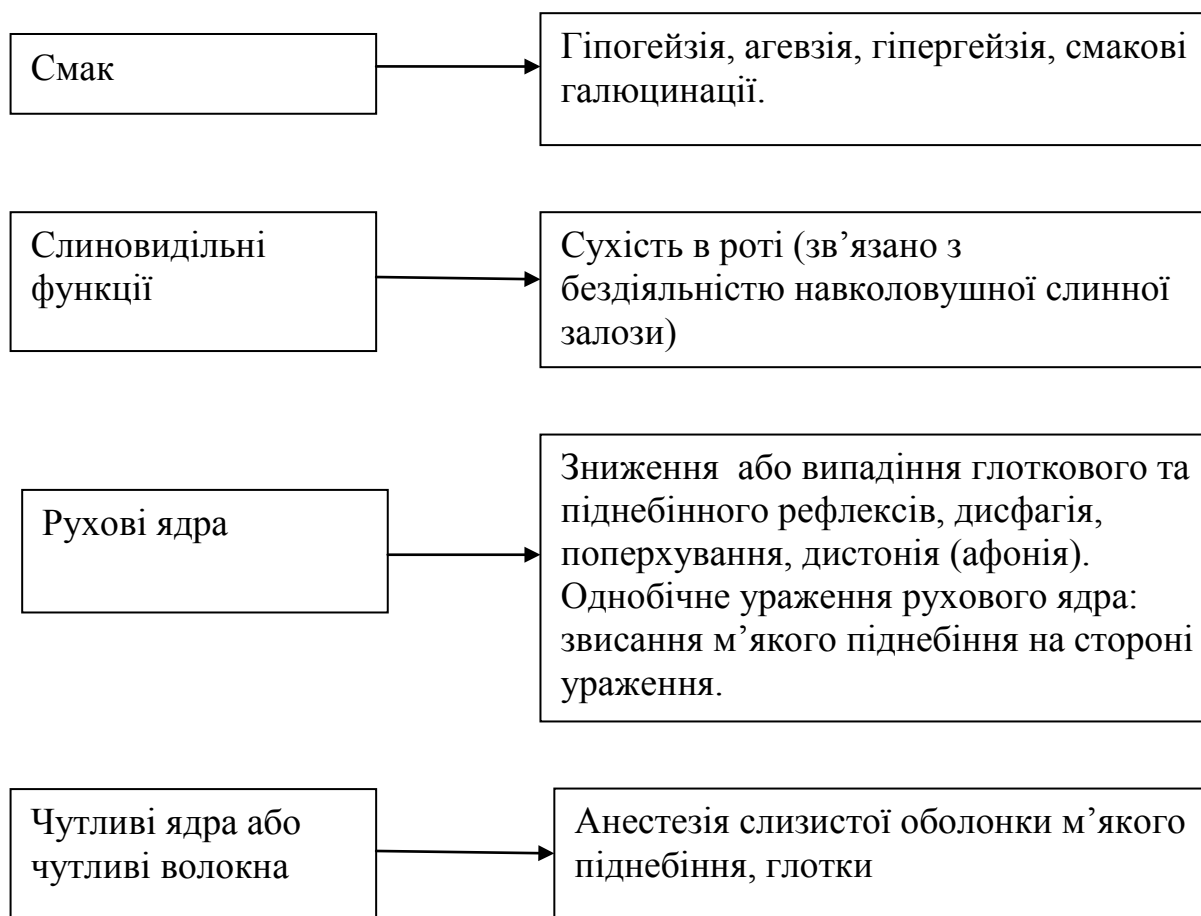 Смак
Гіпогейзія, агевзія, гіпергейзія, смакові
галюцинації.
Слиновидільні
функції
Сухість в роті (зв’язано з
бездіяльністю навколовушної слинної
залози)
Рухові ядра
Зниження або випадіння глоткового та
піднебінного рефлексів, дисфагія,
поперхування, дистонія (афонія).
Однобічне ураження рухового ядра:
звисання м’якого піднебіння на стороні
ураження.
Чутливі ядра або
чутливі волокна
Анестезія слизистої оболонки м’якого
піднебіння, глотки